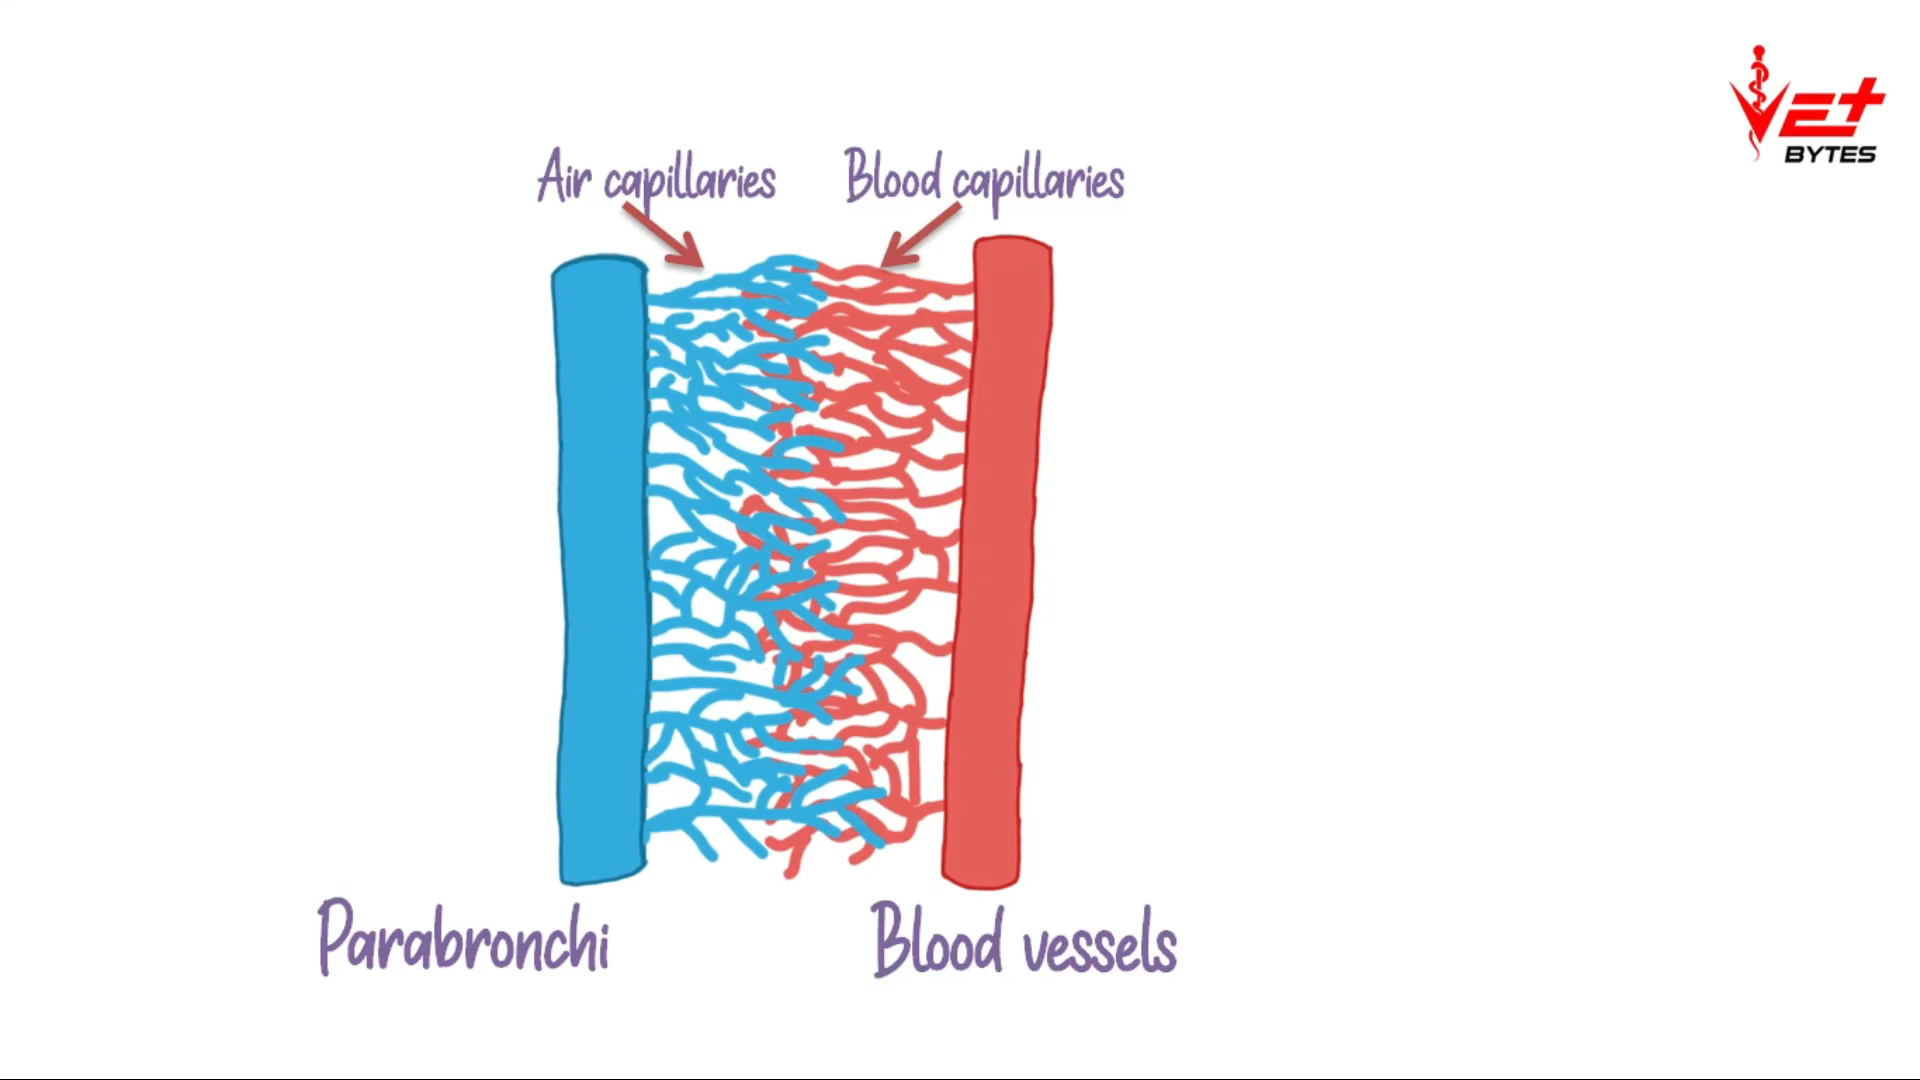 VET
BYTES
Air capillaries
Blood capillaries
Parabronchi
Blood vessels